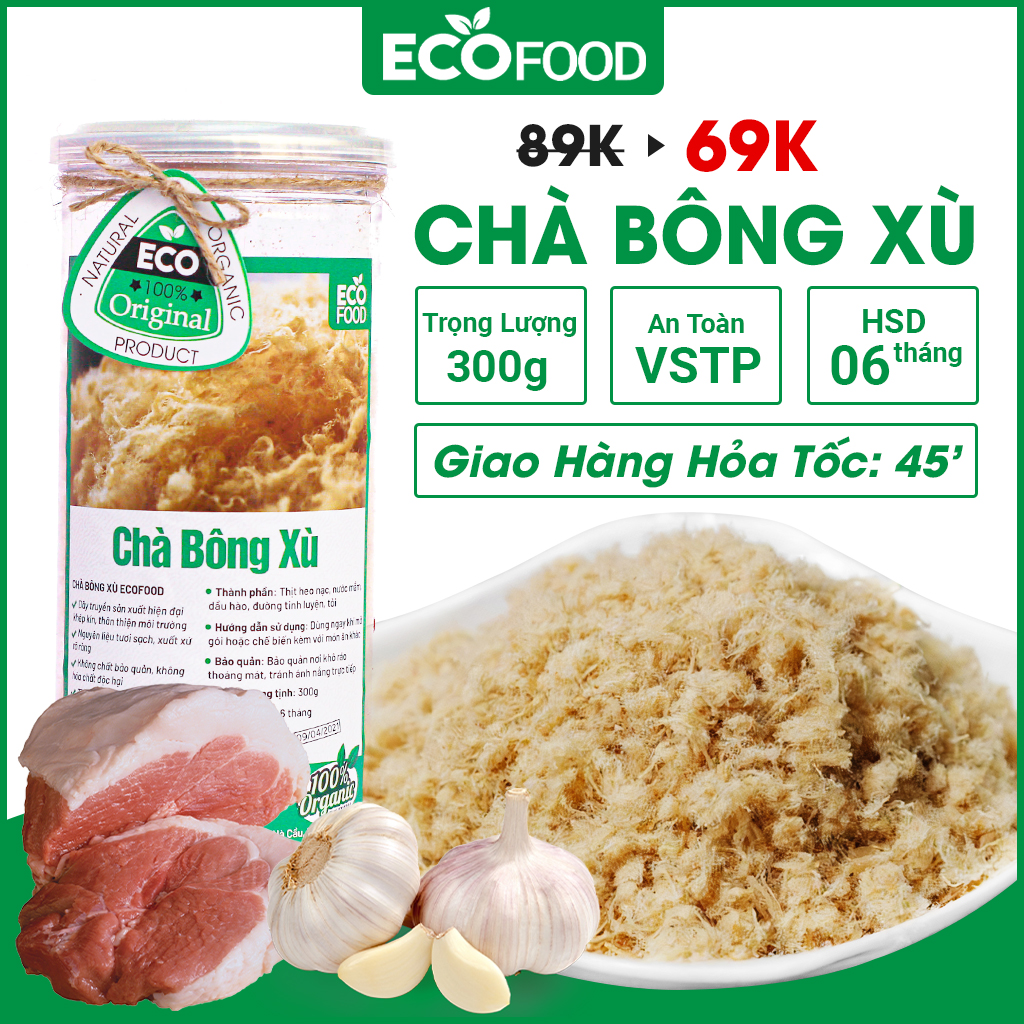 ECOFOOD
89K 69K
CHÀ BÔNG XÙ
Trọng Lượng
300g
An Toàn
VSTP
HSD
06 tháng
Giao Hàng Hỏa Tốc: 45’
NATURAL ORGANIC
ECO
100%
Original
PRODUCT
ECO
FOOD
Chà Bông Xù
CHÀ BÔNG XÙ ECOFOOD
Dây truyền sản xuất hiện đại
khép kín, thân thiện môi trường
Nguyên liệu tươi sạch, xuất xứ
rõ ràng
Không chất bảo quản, không
hóa chất độc hại
Thành phần: Thịt heo nạc, nước mắm
dầu hào, đường tinh luyện, tỏi
Hướng dẫn sử dụng: Dùng ngay khi mở
gói hoặc chế biến kèm với món ăn khác
Bảo quản: Bảo quản nơi khô ráo
thoáng mát, tránh ánh nắng trực tiếp
tịnh: 300g
6 tháng
09/04/2021
100%
Organic